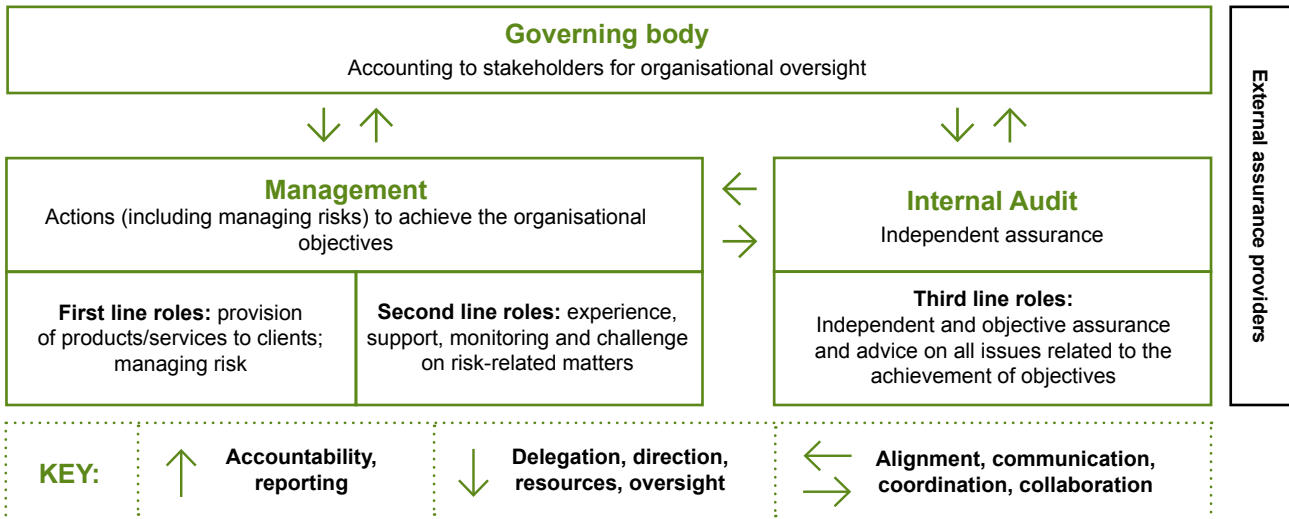 Governing body
Accounting to stakeholders for organisational oversight
External assurance providers
Management
Actions (including managing risks) to achieve the organisational
objectives
Internal Audit
Independent assurance
First line roles: provision
of products/services to clients;
managing risk
Second line roles: experience,
support, monitoring and challenge
on risk-related matters
Third line roles:
Independent and objective assurance
and advice on all issues related to the
achievement of objectives
KEY:
Accountability,
reporting
Delegation, direction,
resources, oversight
Alignment, communication,
coordination, collaboration